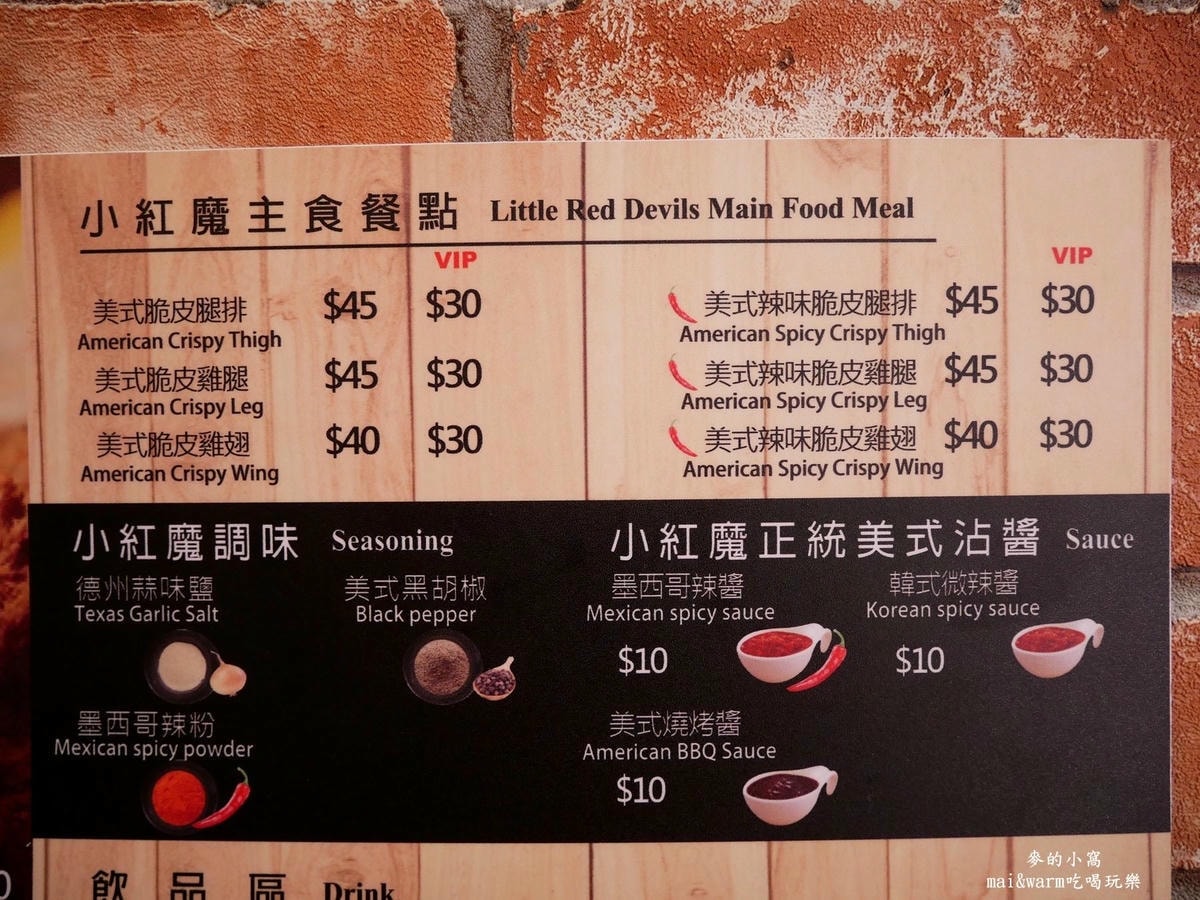 小紅魔主食餐點 Little Red Devils Main Food Meal
VIP
VIP
美式脆皮腿排 $45 $30
American Crispy Thigh
美式脆皮雞腿 $45 $30
American Crispy Leg
美式脆皮雞翅 $40 $30
American Crispy Wing
美式辣味脆皮腿排 $45 $30
American Spicy Crispy Thigh
美式辣味脆皮雞腿 $45 $30
American Spicy Crispy Leg
美式辣味脆皮雞翅 $40 $30
American Spicy Crispy Wing
小紅魔調味 Seasoning
德州蒜味鹽
Texas Garlic Salt
美式黑胡椒
Black pepper
墨西哥辣粉
Mexican spicy powder
小紅魔正統美式沾醬 Sauce
墨西哥辣醬
Mexican spicy sauce
$10
韓式微辣醬
Korean spicy sauce
$10
美式燒烤醬
American BBQ Sauce
$10
飲品區 Drink
麥的小窩
mai&warm吃喝玩樂